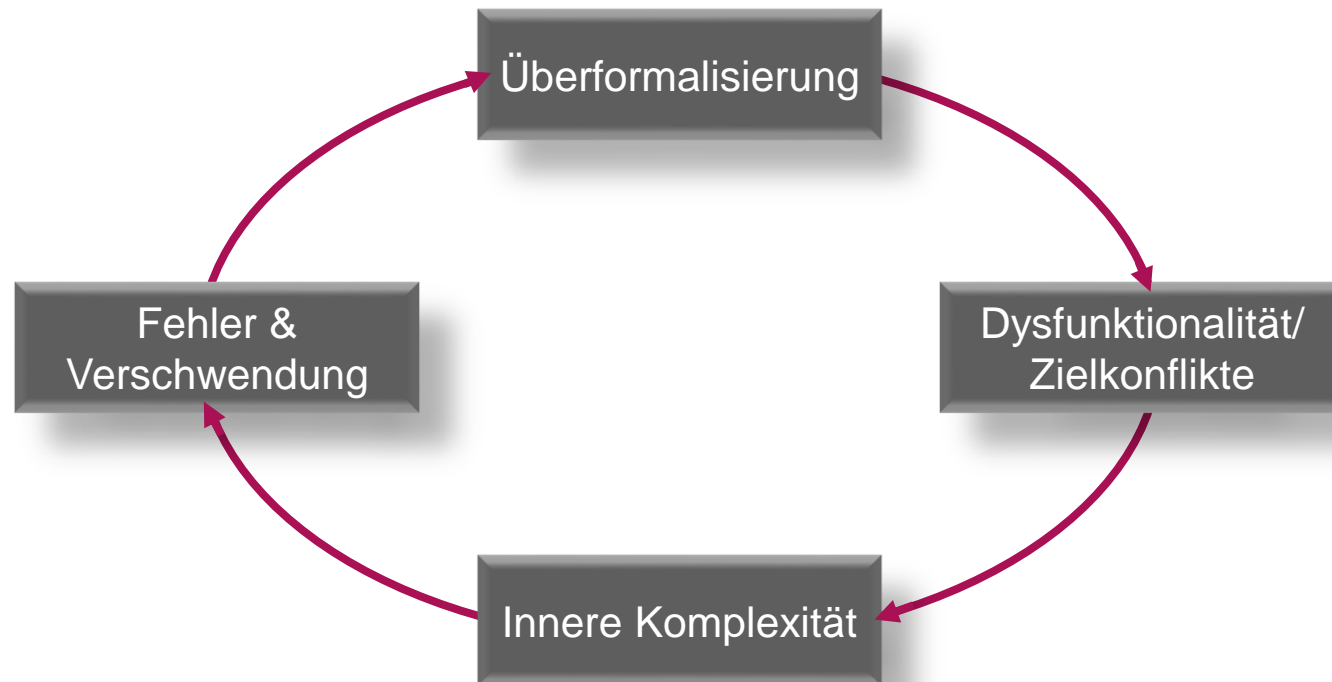 Überformalisierung
Fehler &
Verschwendung
Dysfunktionalität/
Zielkonflikte
Innere Komplexität